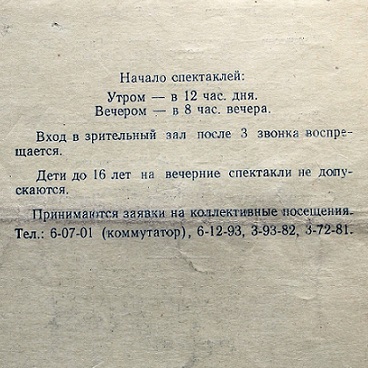 Начало спектаклей:
Утром — в 12 час. дня.
Вечером — в 8 час. вечера.
Вход в зрительный зал после 3 звонка воспре-
щается.
Дети до 16 лет на вечерние спектакли не допу-
скаются.
Принимаются заявки на коллективные посещения.
Тел.: 6-07-01 (коммутатор), 6-12-93, 3-93-82, 3-72-81.